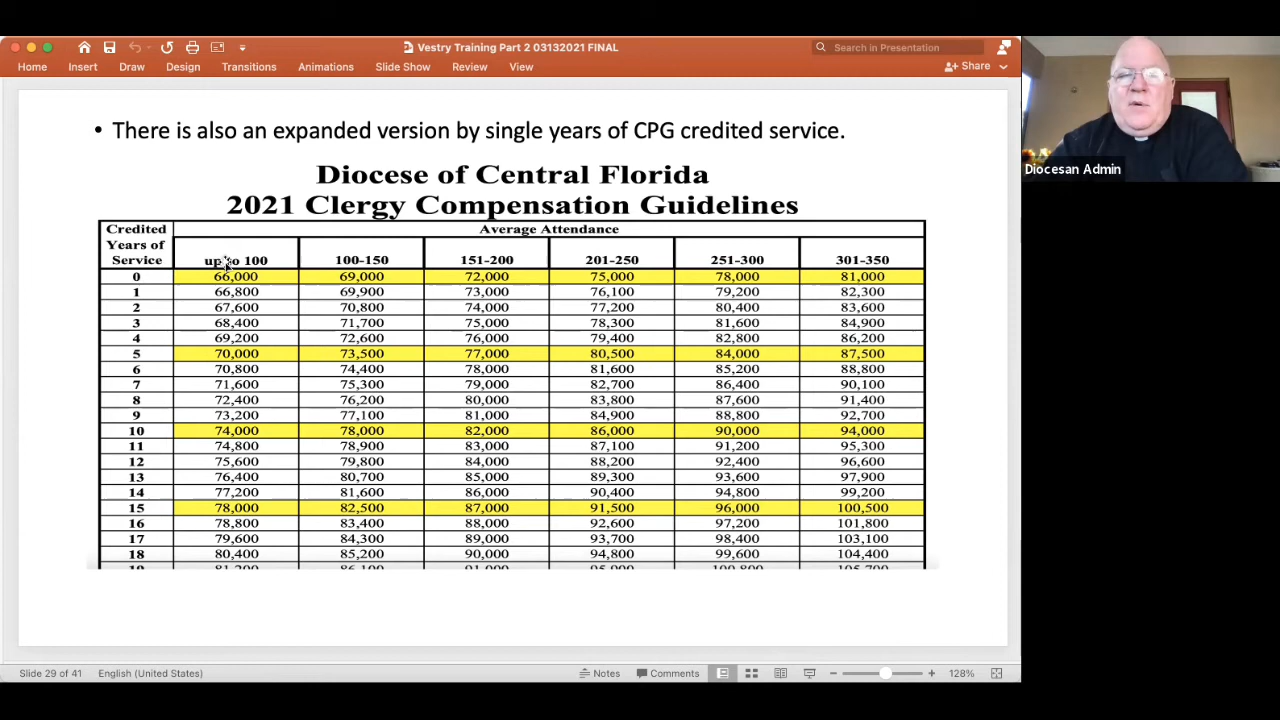 Vestry Training Part 2 03132021 FINAL
Search in Presentation
Home Insert Draw Design Transitions Animations Slide Show Review View Share
• There is also an expanded version by single years of CPG credited service.
Diocese of Central Florida
2021 Clergy Compensation Guidelines
Credited Years of Service Average Attendance
up to 100 100-150 151-200 201-250 251-300 301-350
0 66,000 69,000 72,000 75,000 78,000 81,000
1 66,800 69,900 73,000 76,100 79,200 82,300
2 67,600 70,800 74,000 77,200 80,400 83,600
3 68,400 71,700 75,000 78,300 81,600 84,900
4 69,200 72,600 76,000 79,400 82,800 86,200
5 70,000 73,500 77,000 80,500 84,000 87,500
6 70,800 74,400 78,000 81,600 85,200 88,800
7 71,600 75,300 79,000 82,700 86,400 90,100
8 72,400 76,200 80,000 83,800 87,600 91,400
9 73,200 77,100 81,000 84,900 88,800 92,700
10 74,000 78,000 82,000 86,000 90,000 94,000
11 74,800 78,900 83,000 87,100 91,200 95,300
12 75,600 79,800 84,000 88,200 92,400 96,600
13 76,400 80,700 85,000 89,300 93,600 97,900
14 77,200 81,600 86,000 90,400 94,800 99,200
15 78,000 82,500 87,000 91,500 96,000 100,500
16 78,800 83,400 88,000 92,600 97,200 101,800
17 79,600 84,300 89,000 93,700 98,400 103,100
18 80,400 85,200 90,000 94,800 99,600 104,400
Diocesan Admin
Slide 29 of 41 English (United States) Notes Comments 128%